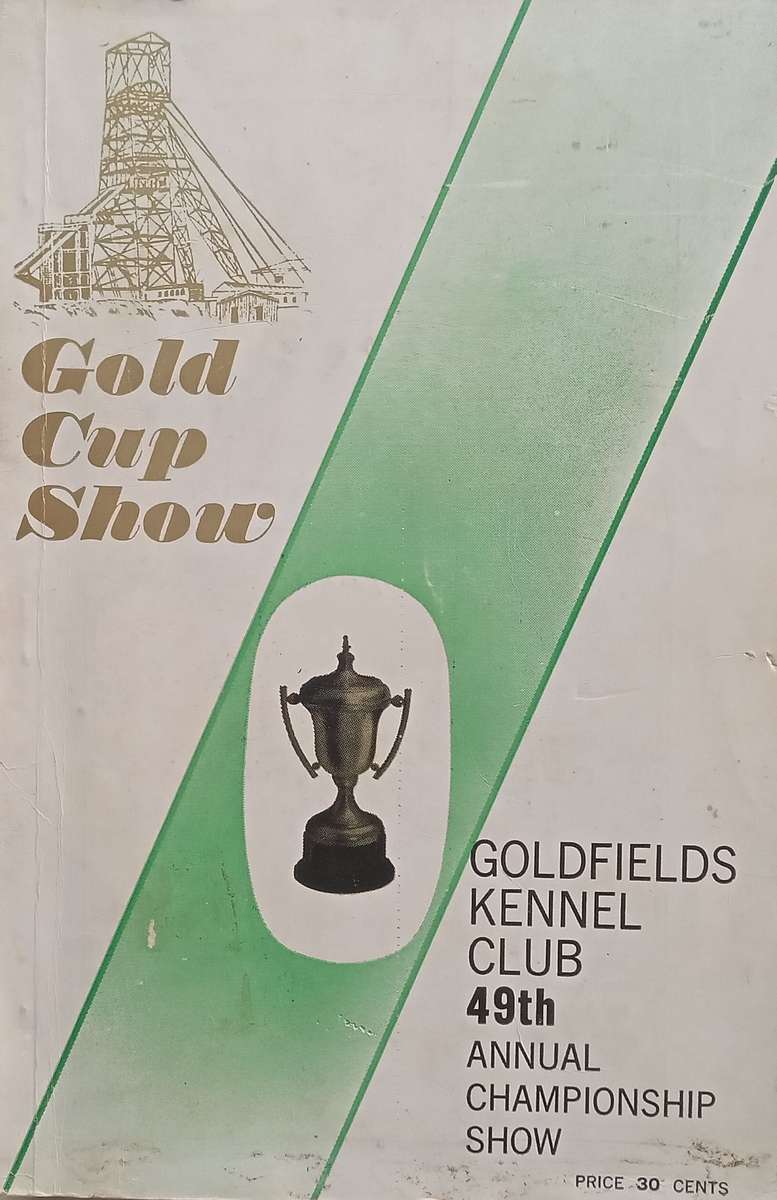 Gold
Cup
Show
GOLDFIELDS
KENNEL
CLUB
49th
ANNUAL
CHAMPIONSHIP
SHOW
PRICE 30 CENTS